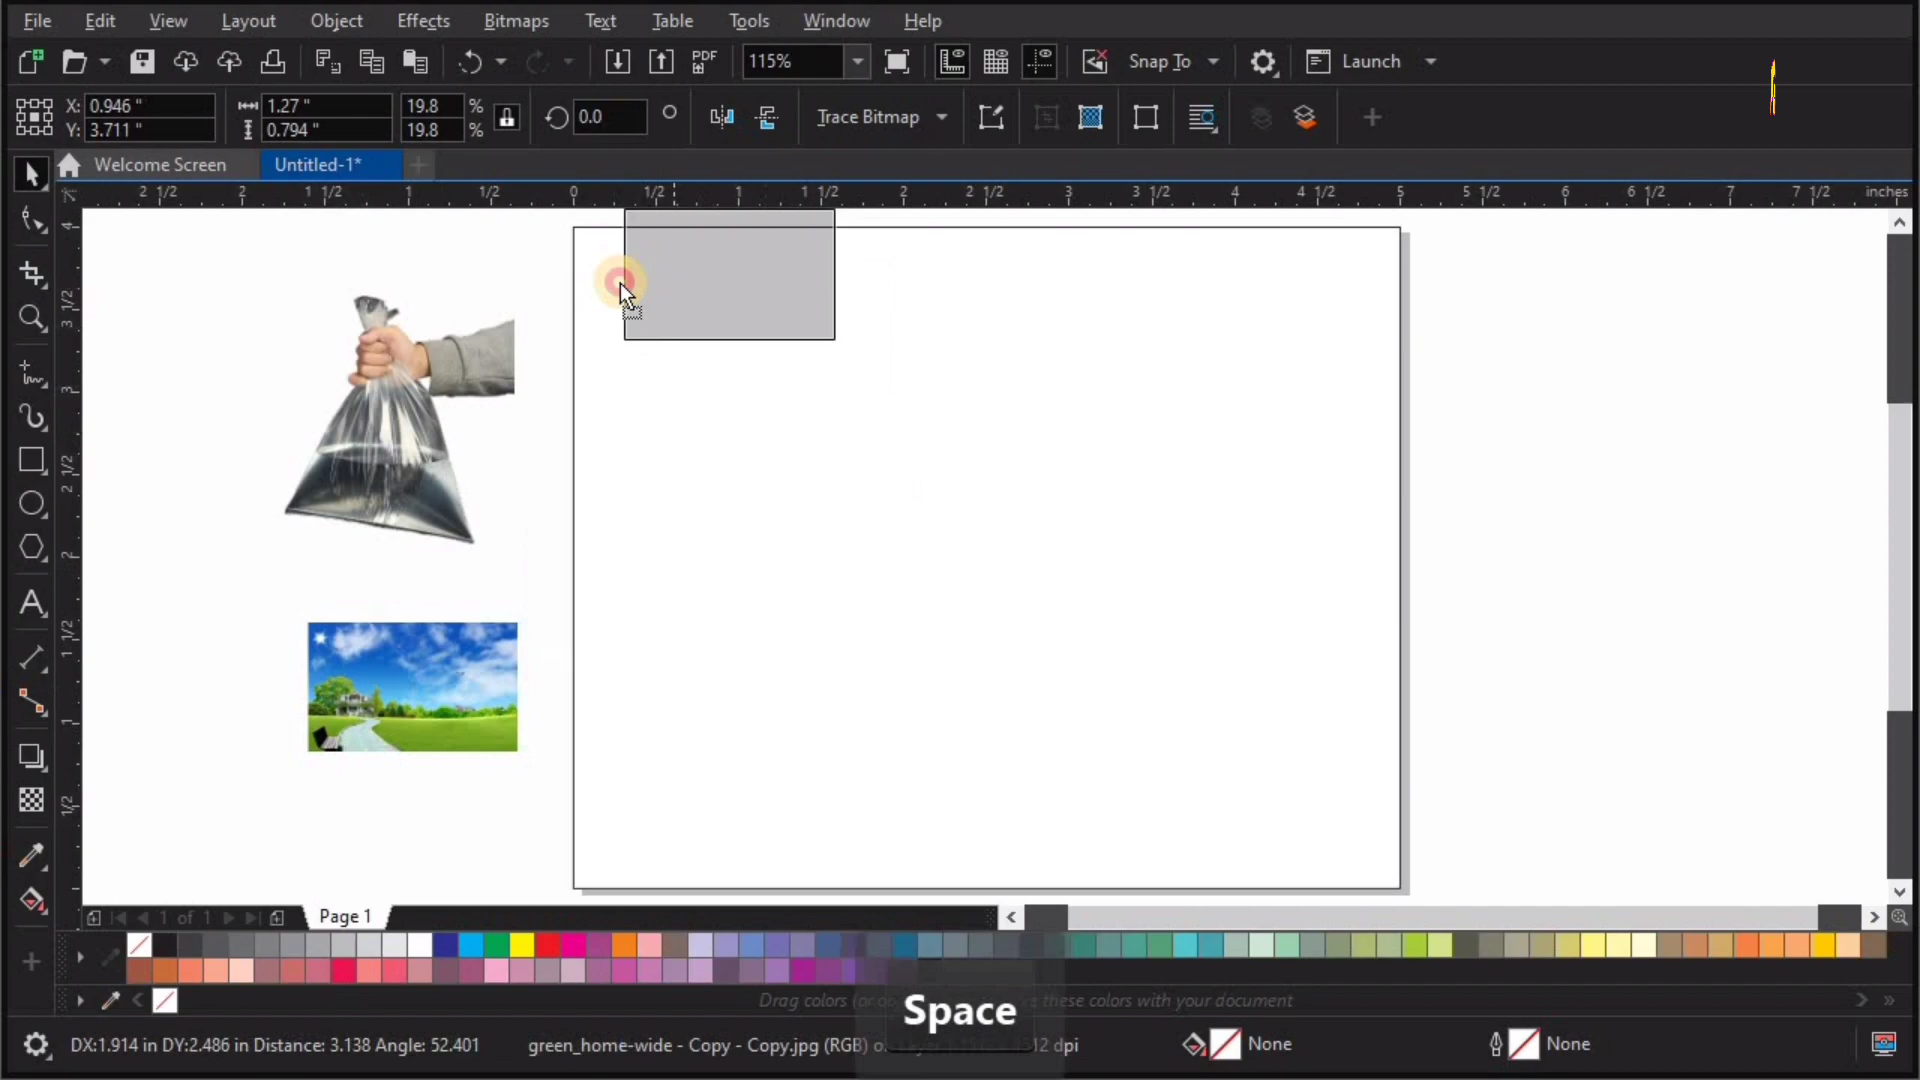 File Edit View Layout Object Effects Bitmaps Text Table Tools Window Help
PDF 115% Snap To Launch
X: 0.946 " 1.27 " 19.8 % 0.0 Trace Bitmap
Y: 3.711 " 0.794 " 19.8 %
Welcome Screen Untitled-1*
2 1/2 2 1 1/2 1 1/2 0 1/2 1 1 1/2 2 2 1/2 3 3 1/2 4 4 1/2 5 5 1/2 6 6 1/2 7 7 1/2 inches
4
3 1/2
3
2 1/2
2
1 1/2
1
1/2
1 of 1 Page 1
Drag colors (or these colors with your document
Space
DX:1.914 in DY:2.486 in Distance: 3.138 Angle: 52.401 green_home-wide - Copy - Copy.jpg (RGB) dpi None None